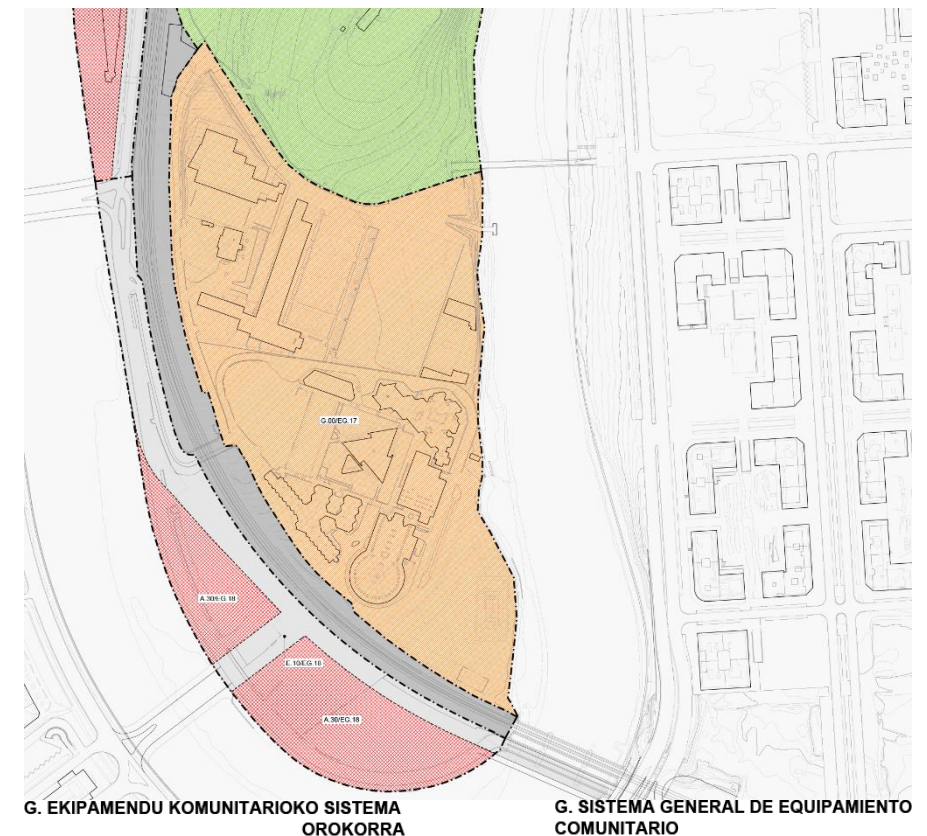 G.00/EG.17
A.30/EG.18
E.10/EG.18
A.30/EG.18
G. EKIPAMENDU KOMUNITARIOKO SISTEMA
OROKORRA
G. SISTEMA GENERAL DE EQUIPAMIENTO
COMUNITARIO